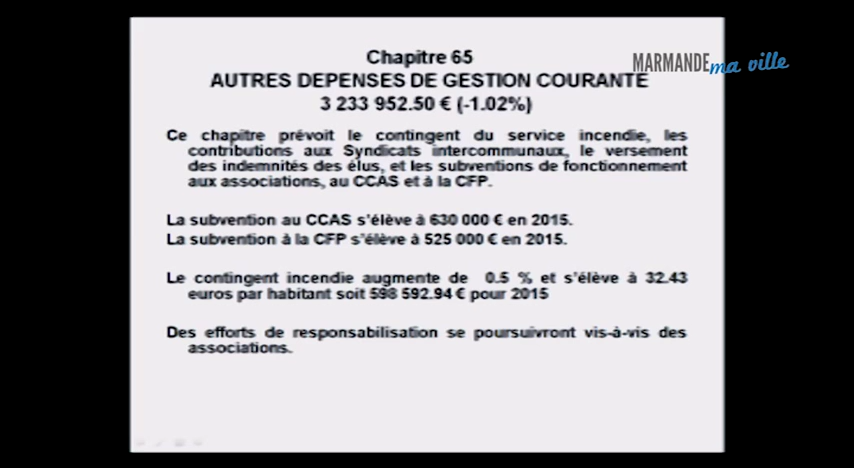 Chapitre 65
MARMANDE ma ville
AUTRES DEPENSES DE GESTION COURANTE
3 233 952.50 € (-1.02%)
Ce chapitre prévoit le contingent du service incendie, les
contributions aux Syndicats intercommunaux, le versement
des indemnités des élus, et les subventions de fonctionnement
aux associations, au CCAS et à la CFP.
La subvention au CCAS s'élève à 630 000 € en 2015.
La subvention à la CFP s'élève à 525 000 € en 2015.
Le contingent incendie augmente de 0.5 % et s'élève à 32.43
euros par habitant soit 598 592.94 € pour 2015
Des efforts de responsabilisation se poursuivront vis-à-vis des
associations.